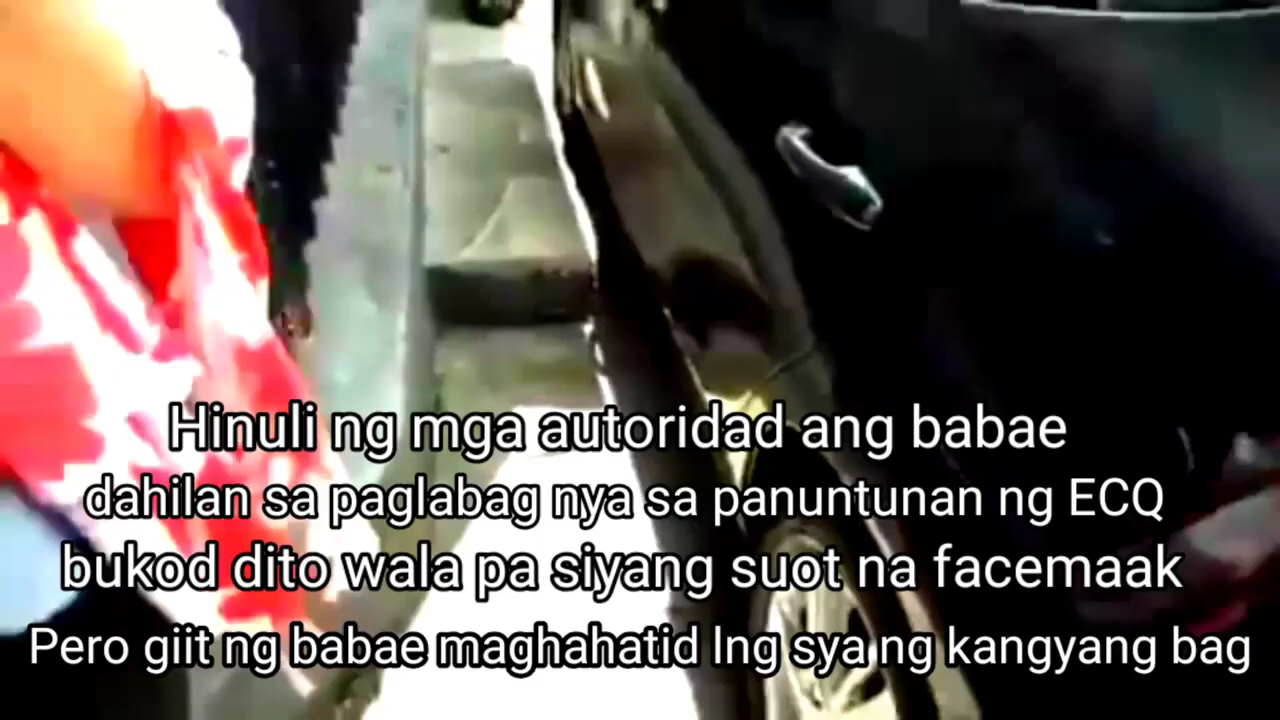 Hinuli ng mga autoridad ang babae
dahilan sa paglabag nya sa panuntunan ng ECQ
bukod dito wala pa siyang suot na facemaak
Pero giit ng babae maghahatid lng sya ng kangyang bag